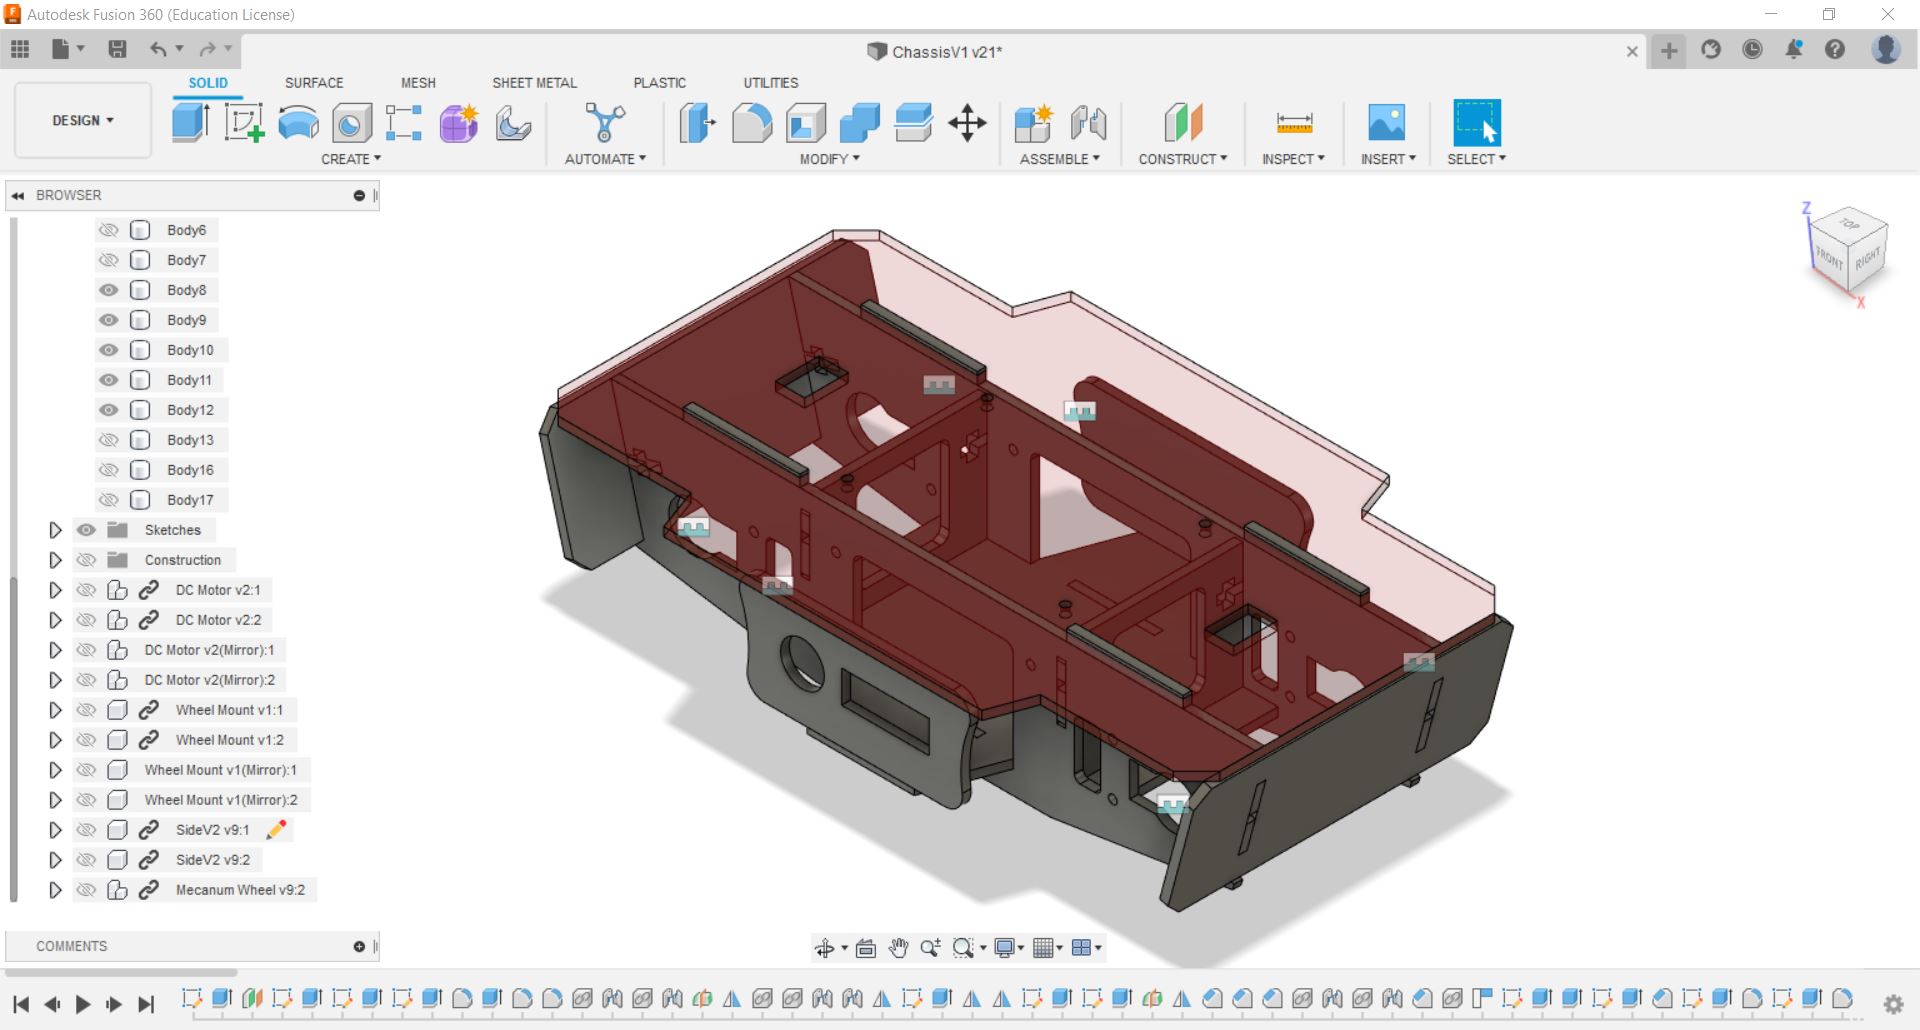 Autodesk Fusion 360 (Education License)
ChassisV1 v21*
SOLID SURFACE MESH SHEET METAL PLASTIC UTILITIES
DESIGN
CREATE AUTOMATE MODIFY ASSEMBLE CONSTRUCT INSPECT INSERT SELECT
BROWSER
Body6
Body7
Body8
Body9
Body10
Body11
Body12
Body13
Body16
Body17
Sketches
Construction
DC Motor v2:1
DC Motor v2:2
DC Motor v2(Mirror):1
DC Motor v2(Mirror):2
Wheel Mount v1:1
Wheel Mount v1:2
Wheel Mount v1(Mirror):1
Wheel Mount v1(Mirror):2
SideV2 v9:1
SideV2 v9:2
Mecanum Wheel v9:2
COMMENTS
Z
TOP
FRONT RIGHT
X